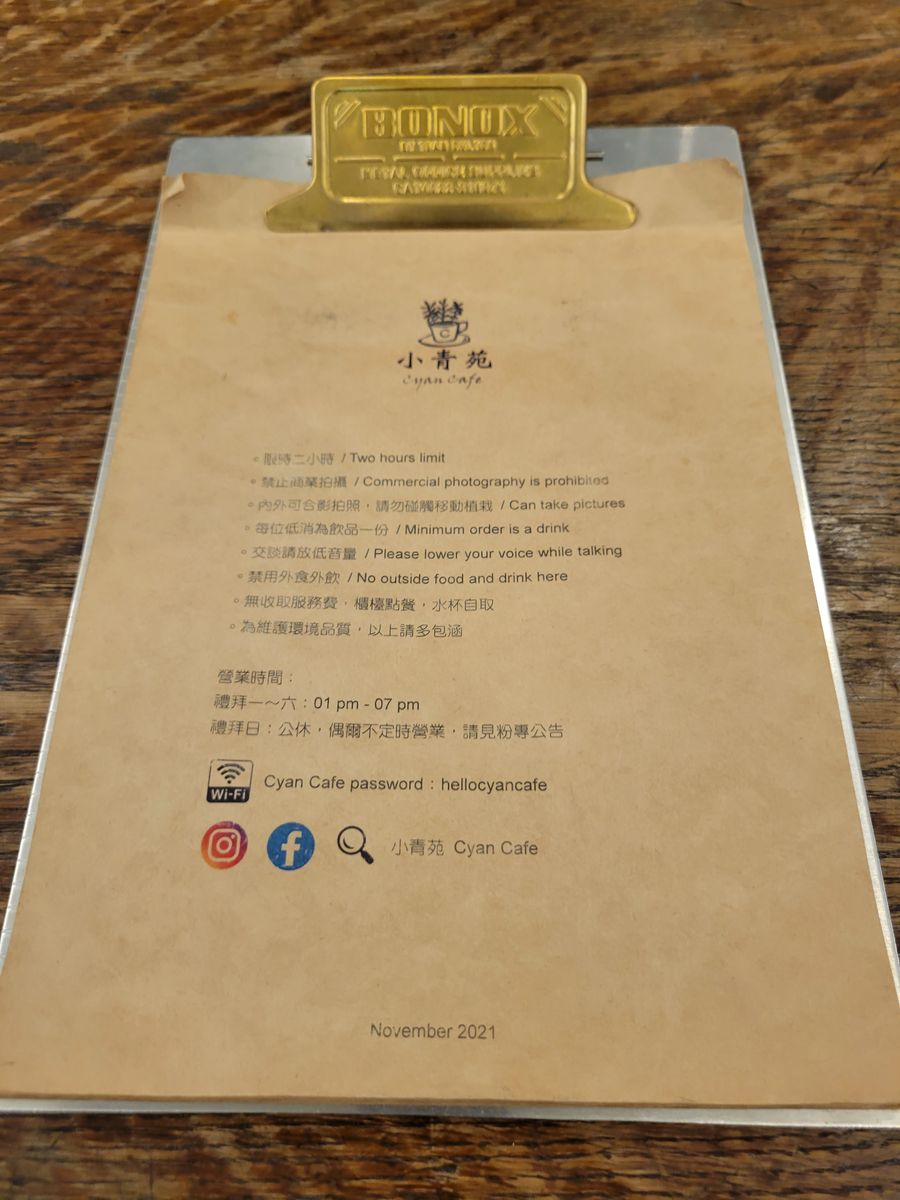 BONOX
小青苑
Cyan Cafe
◦ 限時二小時 / Two hours limit
◦ 禁止商業拍攝 / Commercial photography is prohibited
◦ 內外可合影拍照，請勿碰觸移動植栽 / Can take pictures
◦ 每位低消為飲品一份 / Minimum order is a drink
◦ 交談請放低音量 / Please lower your voice while talking
◦ 禁用外食外飲 / No outside food and drink here
◦ 無收取服務費，櫃檯點餐，水杯自取
◦ 為維護環境品質，以上請多包涵
營業時間：
禮拜一～六：01 pm - 07 pm
禮拜日：公休，偶爾不定時營業，請見粉專公告
Wi-Fi Cyan Cafe password：hellocyancafe
小青苑 Cyan Cafe
November 2021